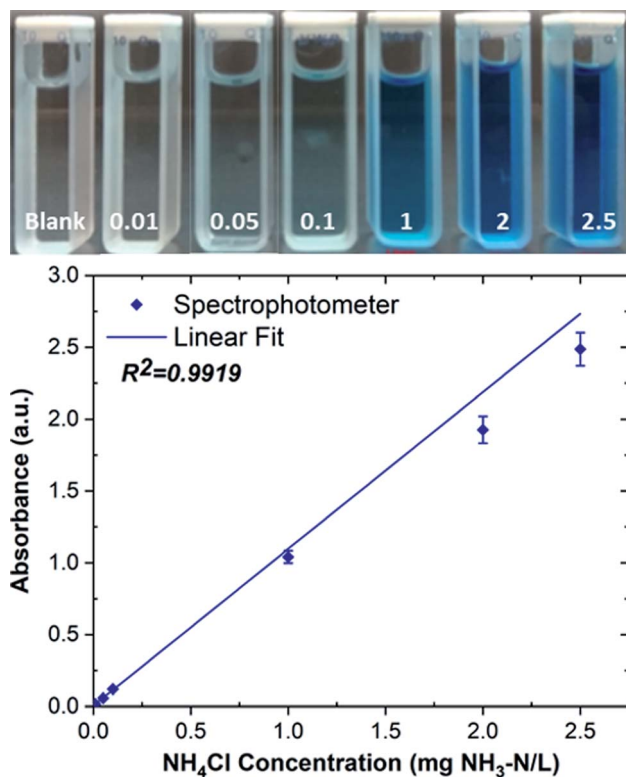 Blank 0.01 0.05 0.1 1 2 2.5
3.0
2.5
2.0
1.5
1.0
0.5
0.0
Absorbance (a.u.)
Spectrophotometer
Linear Fit
R²=0.9919
0.0 0.5 1.0 1.5 2.0 2.5
NH₄Cl Concentration (mg NH₃-N/L)